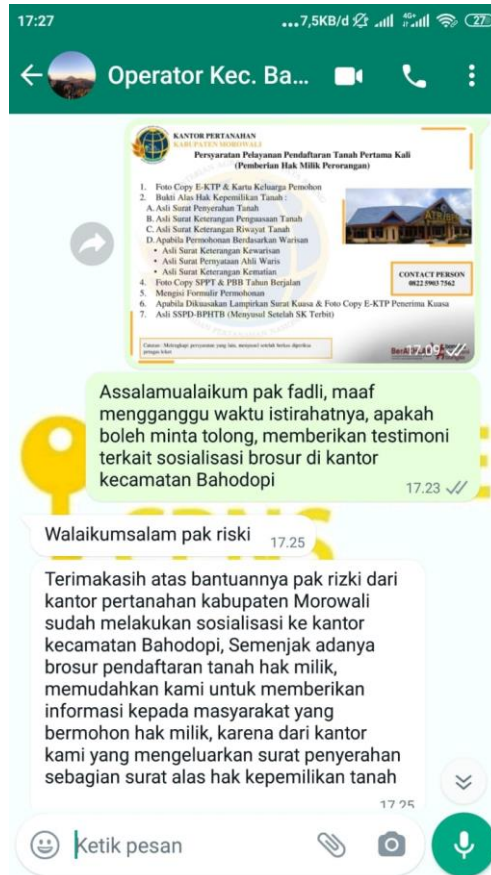 17:27
...7,5KB/d
4G+
27
Operator Kec. Ba...
KANTOR PERTANAHAN
KABUPATEN MOROWALI
Persyaratan Pelayanan Pendaftaran Tanah Pertama Kali
(Pemberian Hak Milik Perorangan)
1. Foto Copy E-KTP & Kartu Keluarga Pemohon
2. Bukti Alas Hak Kepemilikan Tanah :
A. Asli Surat Penyerahan Tanah
B. Asli Surat Keterangan Penguasaan Tanah
C. Asli Surat Keterangan Riwayat Tanah
D. Apabila Permohonan Berdasarkan Warisan
• Asli Surat Keterangan Kewarisan
• Asli Surat Pernyataan Ahli Waris
• Asli Surat Keterangan Kematian
4. Foto Copy SPPT & PBB Tahun Berjalan
5. Mengisi Formulir Permohonan
6. Apabila Dikuasakan Lampirkan Surat Kuasa & Foto Copy E-KTP Penerima Kuasa
7. Asli SSPD-BPHTB (Menyusul Setelah SK Terbit)
CONTACT PERSON
0822 5903 7562
17.09
Assalamualaikum pak fadli, maaf
mengganggu waktu istirahatnya, apakah
boleh minta tolong, memberikan testimoni
terkait sosialisasi brosur di kantor
kecamatan Bahodopi
17.23
Walaikumsalam pak riski
17.25
Terimakasih atas bantuannya pak rizki dari
kantor pertanahan kabupaten Morowali
sudah melakukan sosialisasi ke kantor
kecamatan Bahodopi, Semenjak adanya
brosur pendaftaran tanah hak milik,
memudahkan kami untuk memberikan
informasi kepada masyarakat yang
bermohon hak milik, karena dari kantor
kami yang mengeluarkan surat penyerahan
sebagian surat alas hak kepemilikan tanah
17.25
Ketik pesan